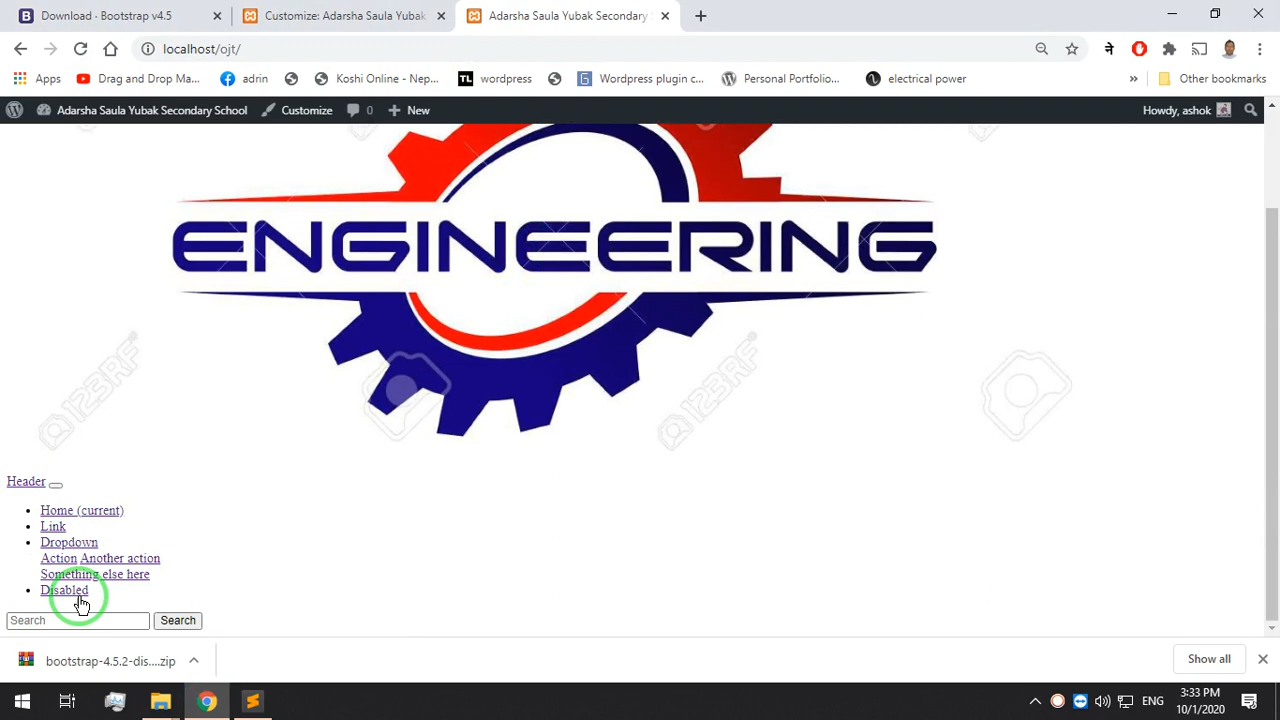 Download · Bootstrap v4.5
Customize: Adarsha Saula Yubak
Adarsha Saula Yubak Secondary
localhost/ojt/
Apps
Drag and Drop Ma...
adrin
Koshi Online - Nep...
TL
wordpress
Wordpress plugin c...
Personal Portfolio...
electrical power
»
Other bookmarks
Adarsha Saula Yubak Secondary School
Customize
0
New
Howdy, ashok
ENGINEERING
123RF
123RF
Header
Home (current)
Link
Dropdown
Action Another action
Something else here
Disabled
Search
Search
bootstrap-4.5.2-dis....zip
Show all
ENG
3:33 PM
10/1/2020